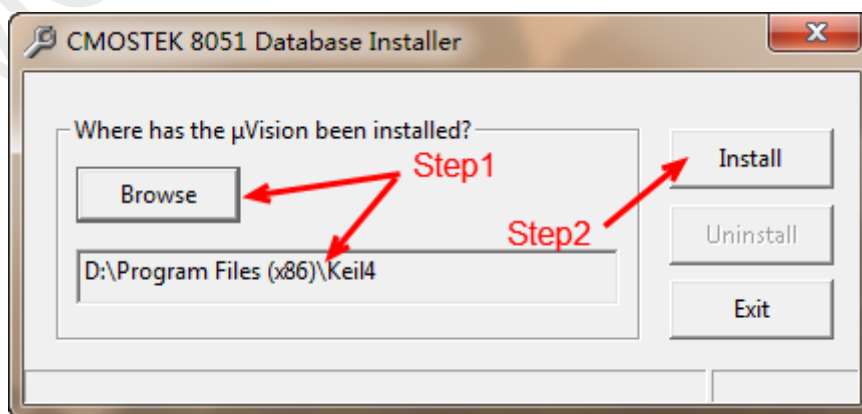 CMOSTEK 8051 Database Installer
Where has the µVision been installed?
Step1
Browse
Install
Step2
Uninstall
D:\Program Files (x86)\Keil4
Exit